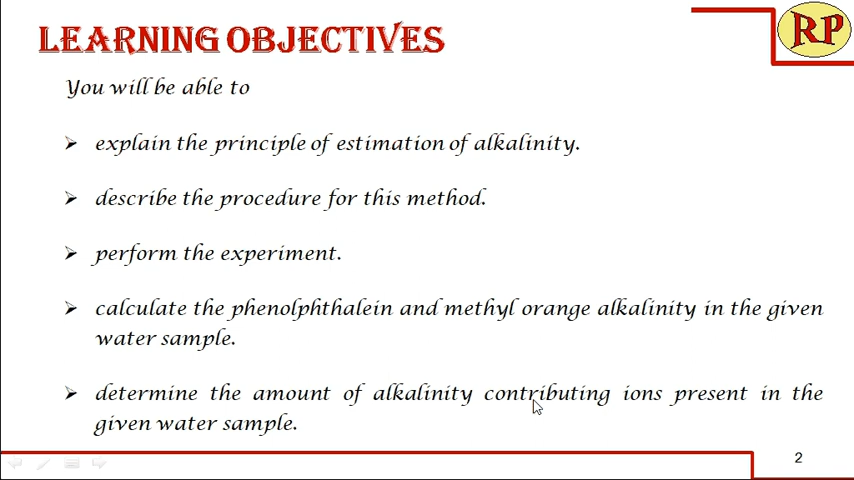 LEARNING OBJECTIVES
RP
You will be able to
explain the principle of estimation of alkalinity.
describe the procedure for this method.
perform the experiment.
calculate the phenolphthalein and methyl orange alkalinity in the given
water sample.
determine the amount of alkalinity contributing ions present in the
given water sample.
2